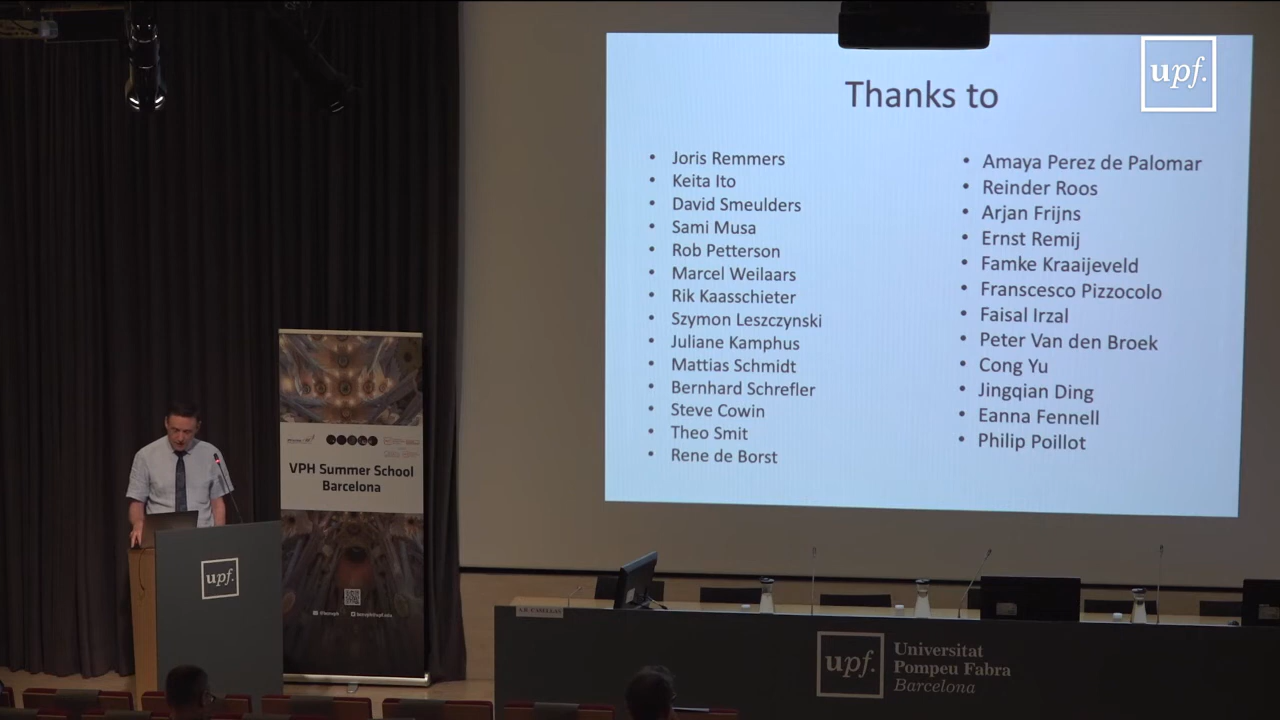 upf.
Thanks to
• Joris Remmers
• Keita Ito
• David Smeulders
• Sami Musa
• Rob Petterson
• Marcel Weilaars
• Rik Kaasschieter
• Szymon Leszczynski
• Juliane Kamphus
• Mattias Schmidt
• Bernhard Schrefler
• Steve Cowin
• Theo Smit
• Rene de Borst
• Amaya Perez de Palomar
• Reinder Roos
• Arjan Frijns
• Ernst Remij
• Famke Kraaijeveld
• Franscesco Pizzocolo
• Faisal Irzal
• Peter Van den Broek
• Cong Yu
• Jingqian Ding
• Eanna Fennell
• Philip Poillot
VPH Summer School
Barcelona
upf.
upf.
Universitat
Pompeu Fabra
Barcelona